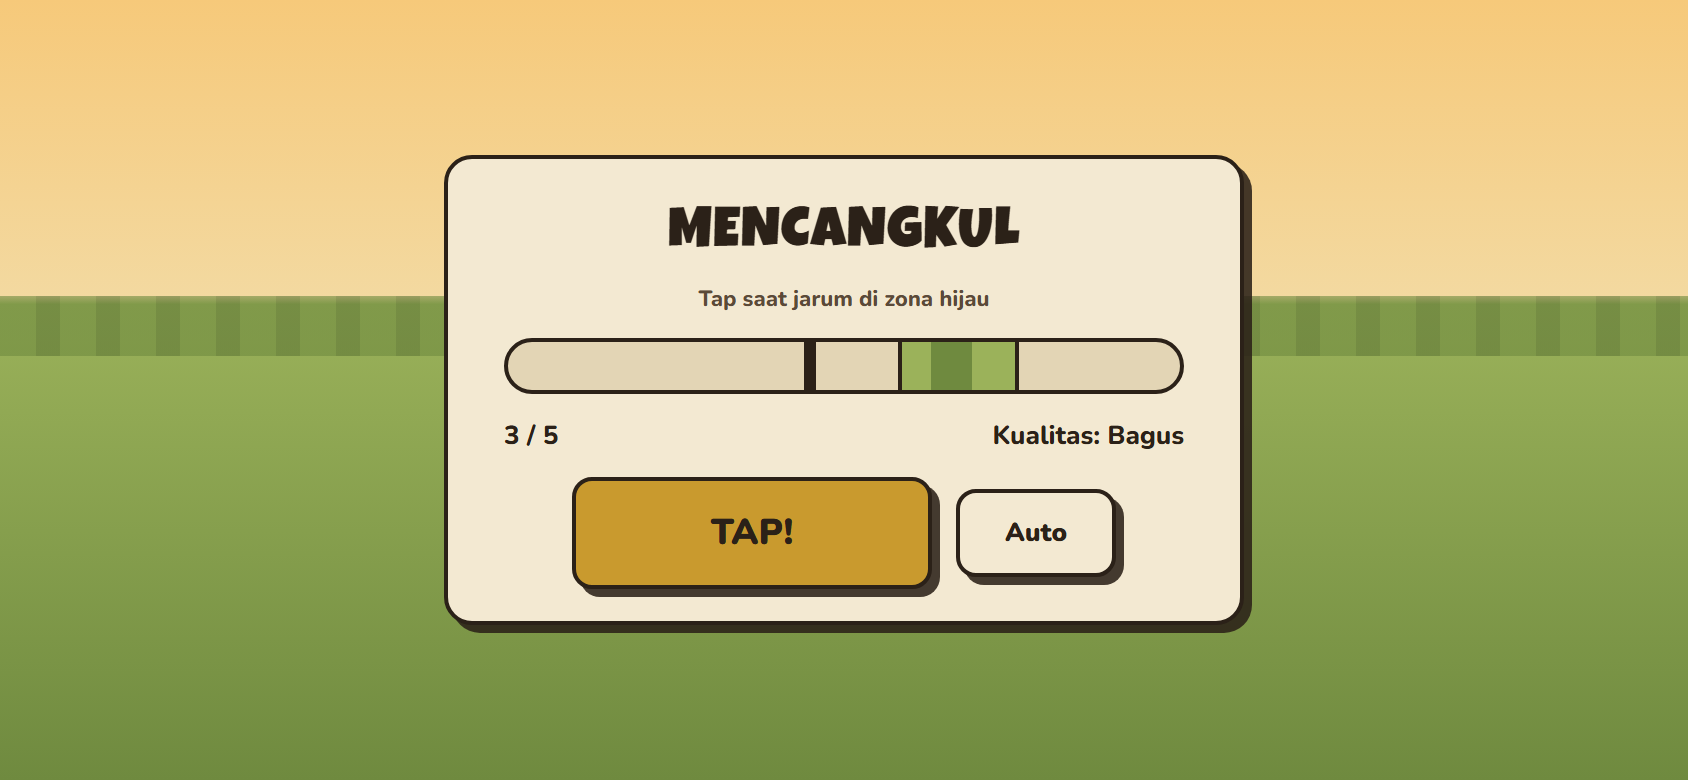 MENCANGKUL
Tap saat jarum di zona hijau
3 / 5
Kualitas: Bagus
TAP!
Auto